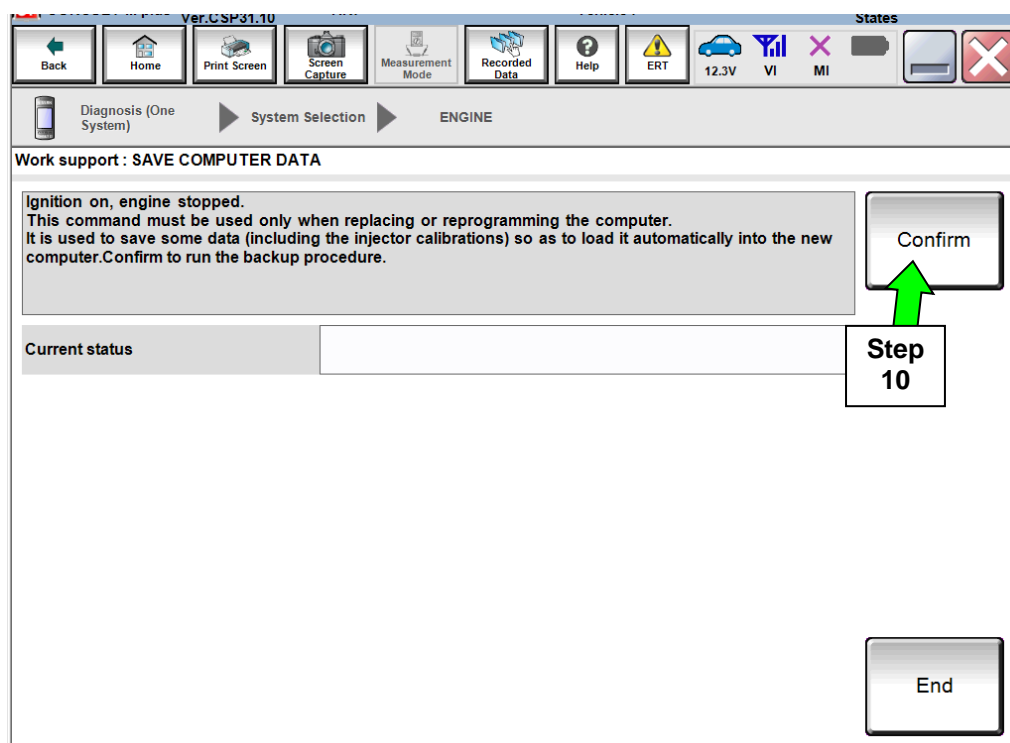 Ver.CSP31.10
States
Back
Home
Print Screen
Screen
Capture
Measurement
Mode
Recorded
Data
Help
ERT
12.3V
VI
MI
Diagnosis (One
System)
System Selection
ENGINE
Work support : SAVE COMPUTER DATA
Ignition on, engine stopped.
This command must be used only when replacing or reprogramming the computer.
It is used to save some data (including the injector calibrations) so as to load it automatically into the new
computer.Confirm to run the backup procedure.
Confirm
Current status
Step
10
End